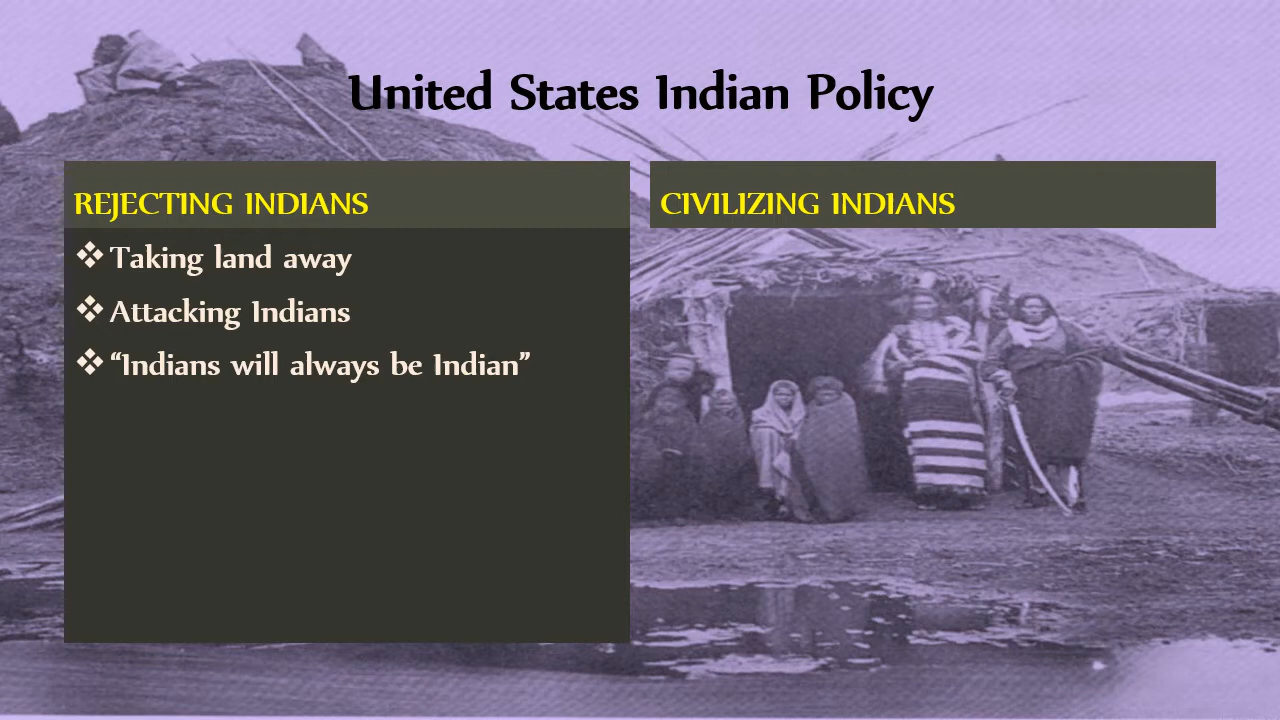 United States Indian Policy
REJECTING INDIANS
❖ Taking land away
❖ Attacking Indians
❖ “Indians will always be Indian”
CIVILIZING INDIANS